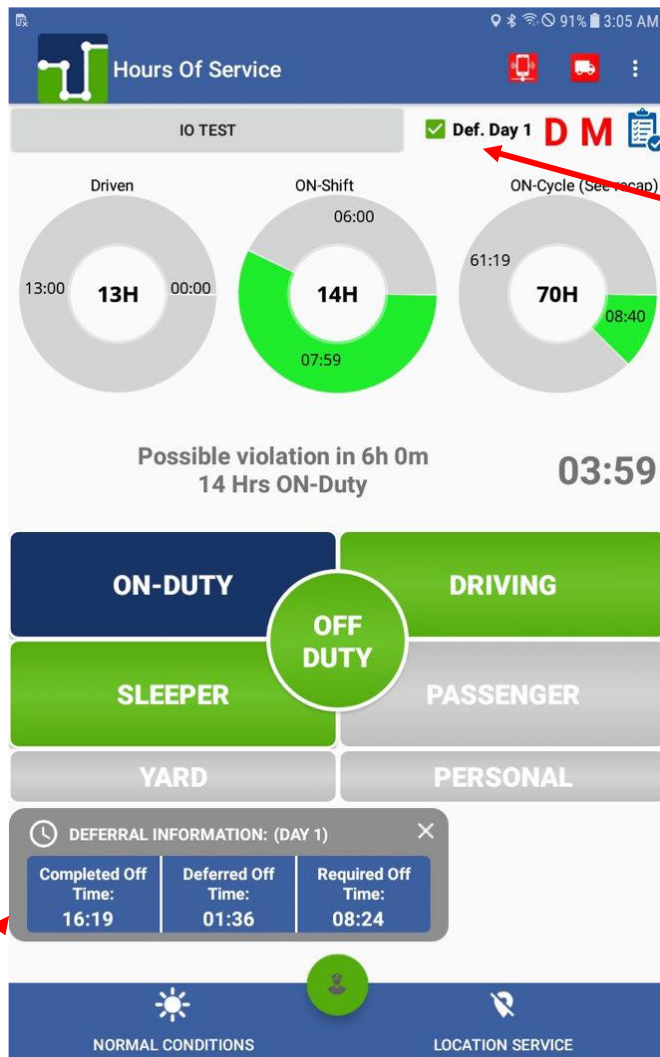 91% 3:05 AM
Hours Of Service
IO TEST
Def. Day 1 D M
Driven
ON-Shift
ON-Cycle (See recap)
13:00
13H
00:00
06:00
14H
07:59
61:19
70H
08:40
Possible violation in 6h 0m
14 Hrs ON-Duty
03:59
ON-DUTY
DRIVING
OFF
DUTY
SLEEPER
PASSENGER
YARD
PERSONAL
DEFERRAL INFORMATION: (DAY 1)
Completed Off
Time:
16:19
Deferred Off
Time:
01:36
Required Off
Time:
08:24
NORMAL CONDITIONS
LOCATION SERVICE